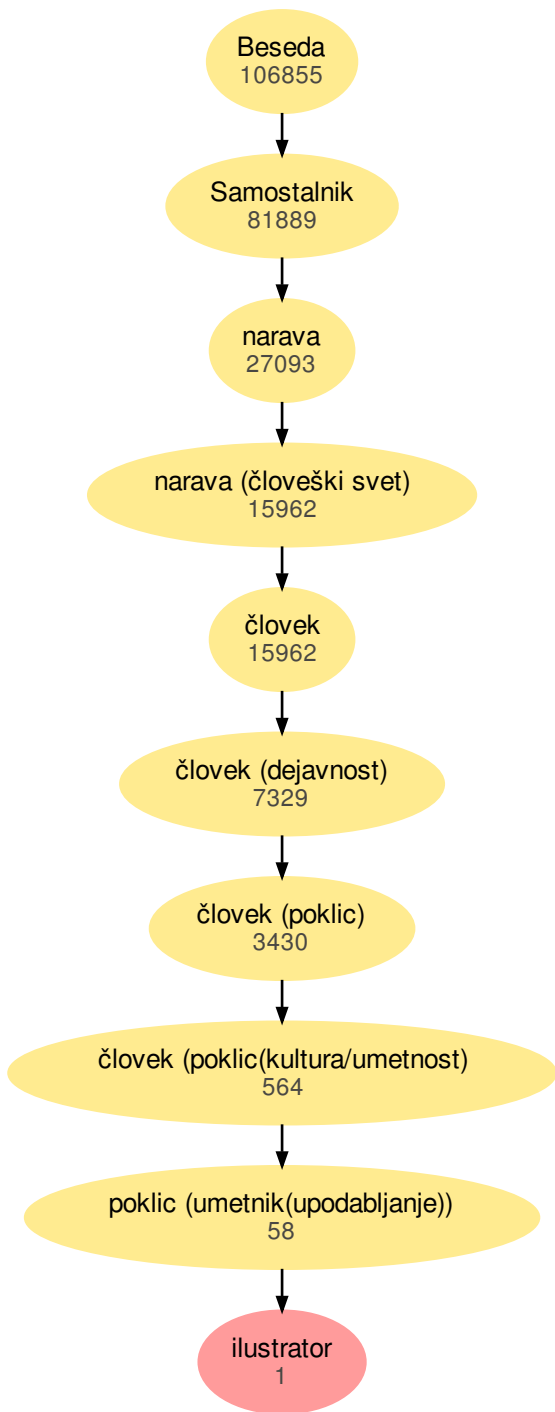 Beseda
106855
Samostalnik
81889
narava
27093
narava (človeški svet)
15962
človek
15962
človek (dejavnost)
7329
človek (poklic)
3430
človek (poklic(kultura/umetnost)
564
poklic (umetnik(upodabljanje))
58
ilustrator
1